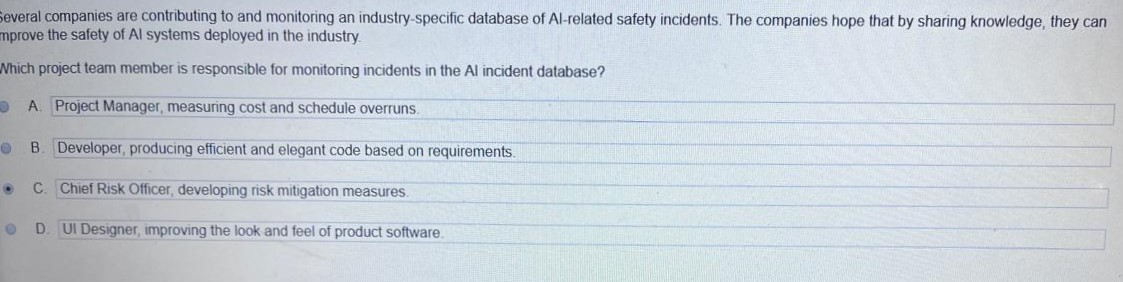 Several companies are contributing to and monitoring an industry-specific database of AI-related safety incidents. The companies hope that by sharing knowledge, they can
mprove the safety of AI systems deployed in the industry.
Which project team member is responsible for monitoring incidents in the AI incident database?
A. Project Manager, measuring cost and schedule overruns.
B. Developer, producing efficient and elegant code based on requirements.
C. Chief Risk Officer, developing risk mitigation measures.
D. UI Designer, improving the look and feel of product software.